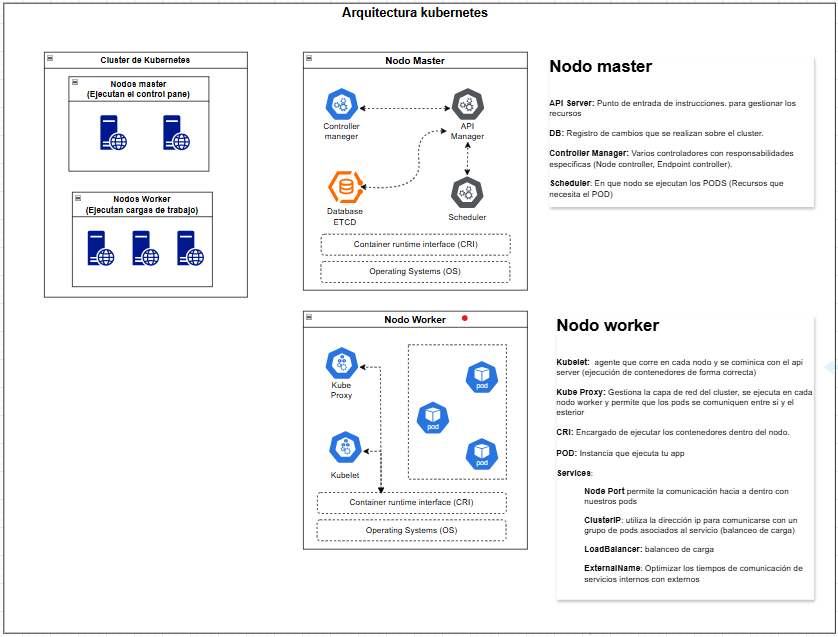 Arquitectura kubernetes
Cluster de Kubernetes
Nodos master
(Ejecutan el control pane)
Nodos Worker
(Ejecutan cargas de trabajo)
Nodo Master
Controller
maneger
API
Manager
Database
ETCD
Scheduler
Container runtime interface (CRI)
Operating Systems (OS)
Nodo master
API Server: Punto de entrada de instrucciones. para gestionar los
recursos
DB: Registro de cambios que se realizan sobre el cluster.
Controller Manager: Varios controladores con responsabilidades
especificas (Node controller, Endpoint controller).
Scheduler: En que nodo se ejecutan los PODS (Recursos que
necesita el POD)
Nodo Worker
Kube
Proxy
Kubelet
pod
pod
pod
Container runtime interface (CRI)
Operating Systems (OS)
Nodo worker
Kubelet: agente que corre en cada nodo y se cominica con el api
server (ejecución de contenedores de forma correcta)
Kube Proxy: Gestiona la capa de red del cluster, se ejecuta en cada
nodo worker y permite que los pods se comuniquen entre si y el
esterior
CRI: Encargado de ejecutar los contenedores dentro del nodo.
POD: Instancia que ejecuta tu app
Services:
Node Port permite la comunicación hacia a dentro con
nuestros pods
ClusterIP: utiliza la dirección ip para comunicarse con un
grupo de pods asociados al servicio (balanceo de carga)
LoadBalancer: balanceo de carga
ExternalName: Optimizar los tiempos de comunicación de
servicios internos con externos